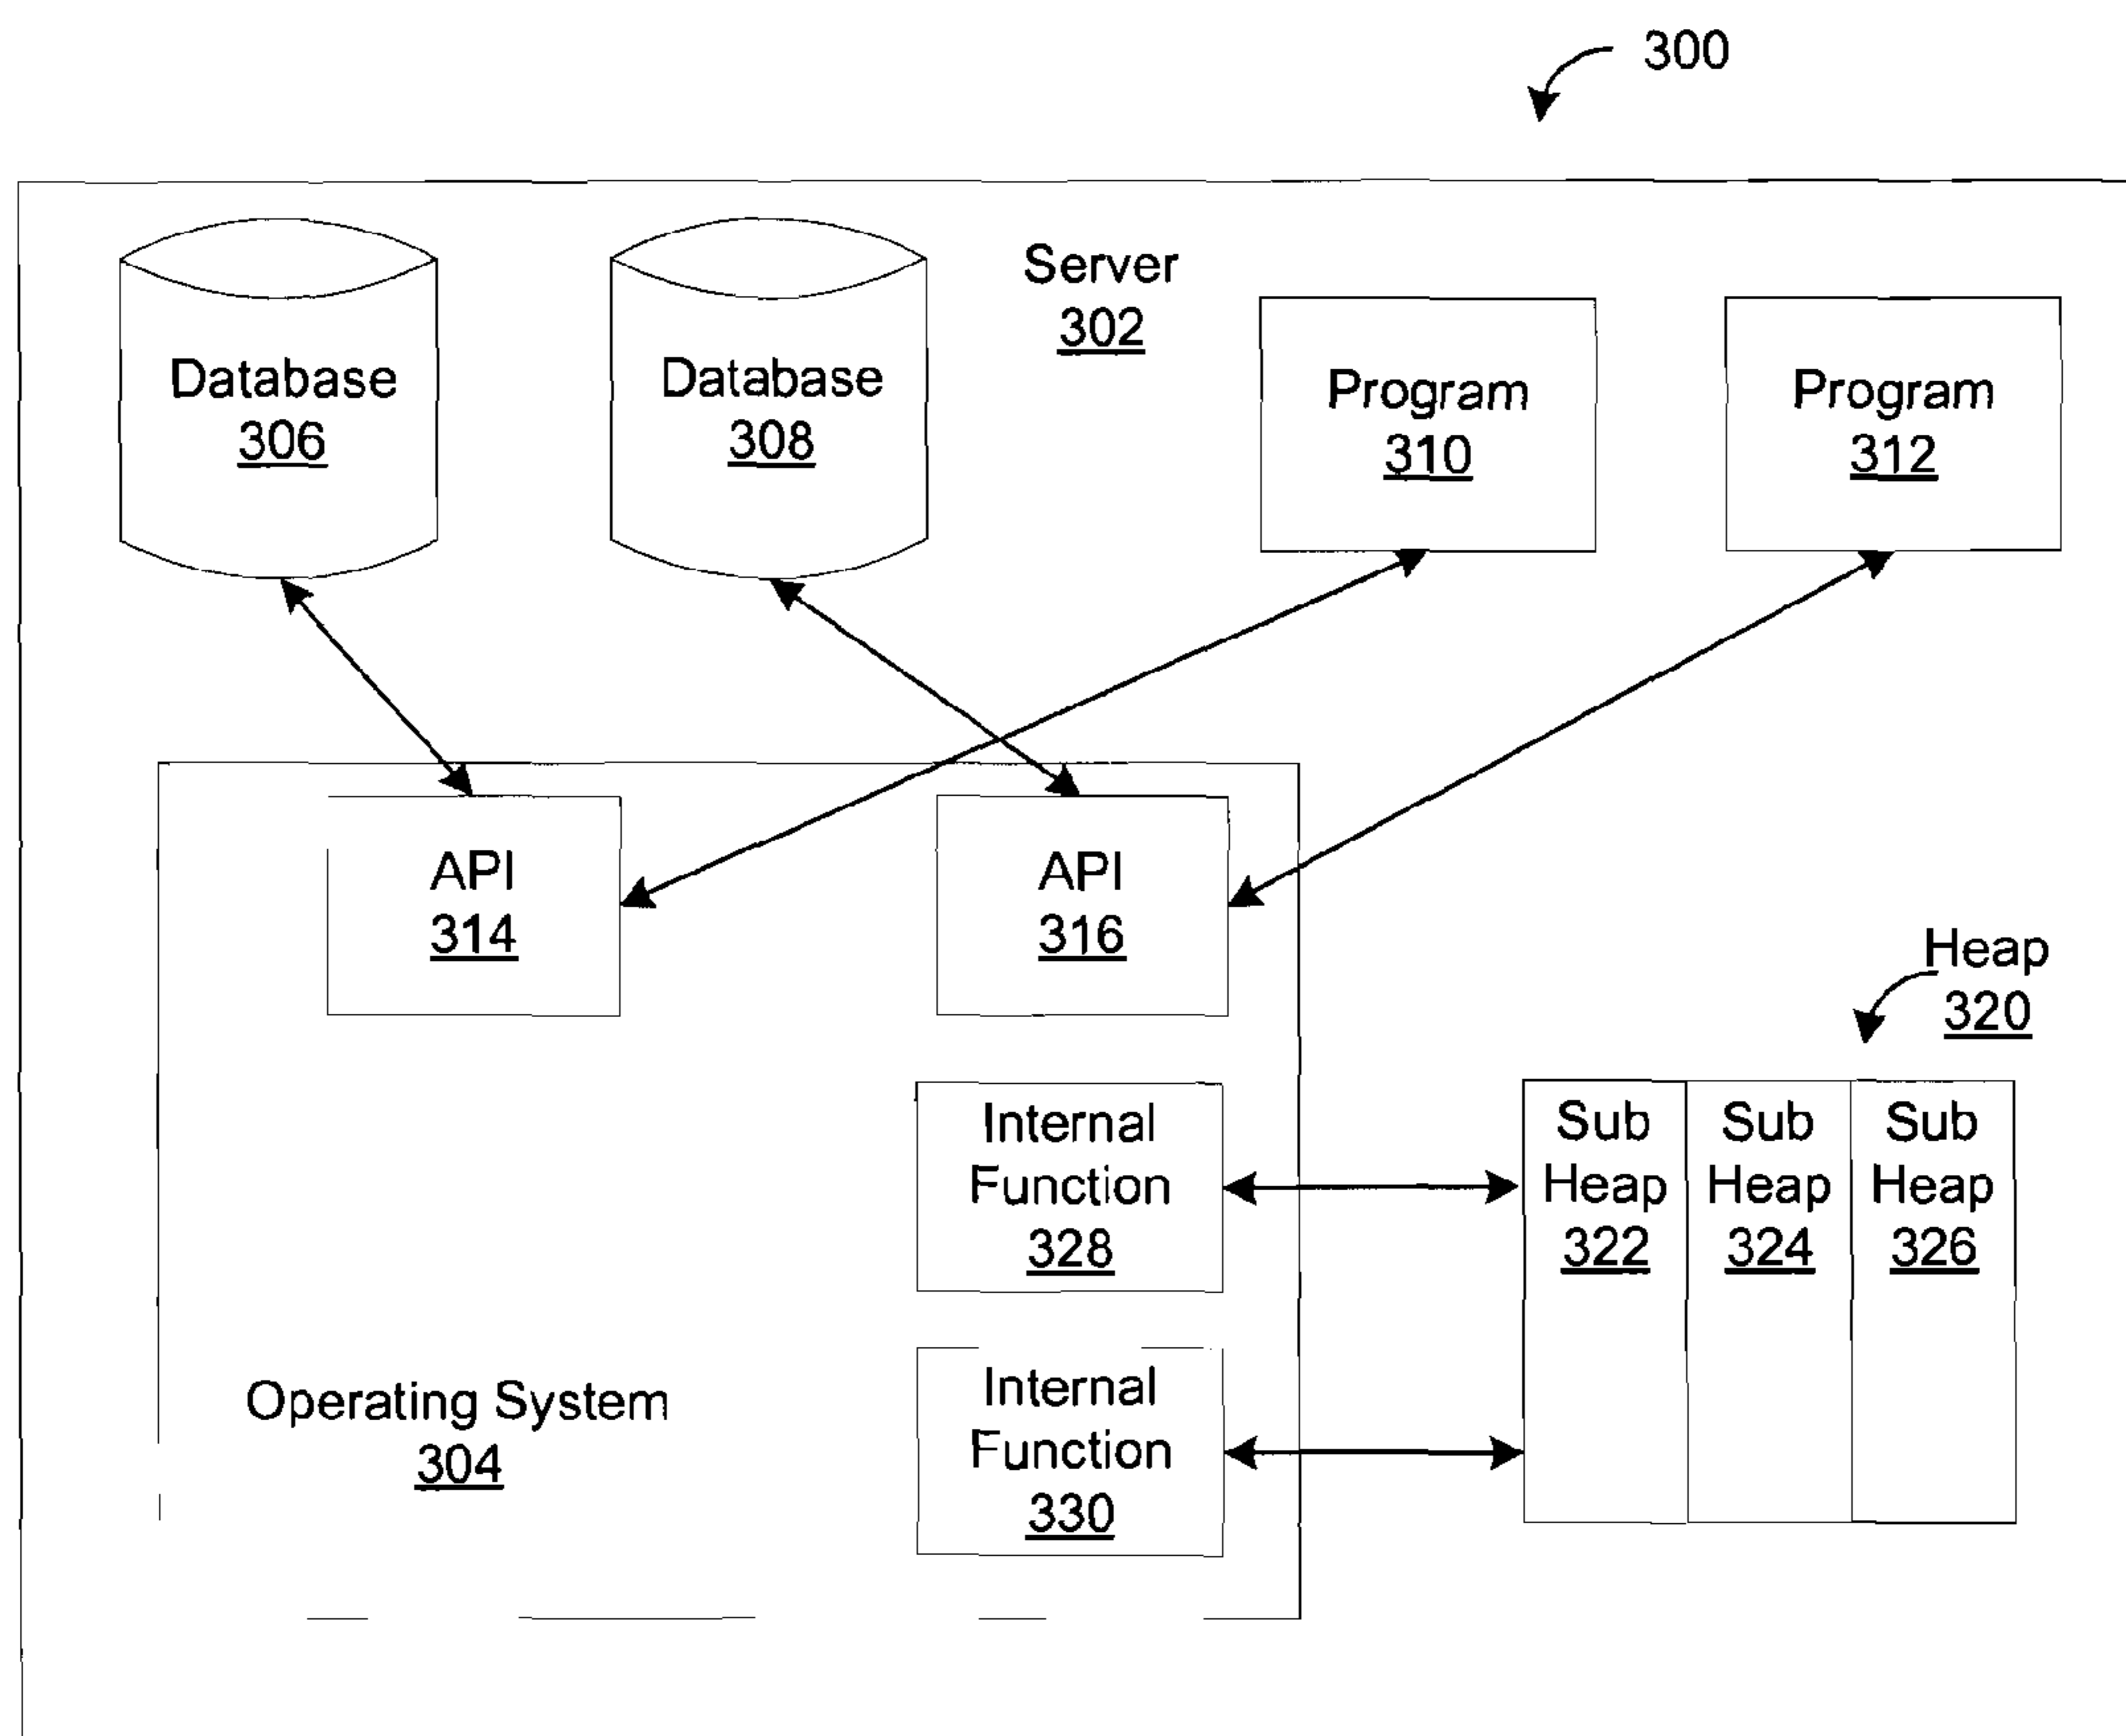 300
Server
302
Database
306
Database
308
Program
310
Program
312
API
314
API
316
Heap
320
Internal
Function
328
Sub
Heap
322
Sub
Heap
324
Sub
Heap
326
Operating System
304
Internal
Function
330